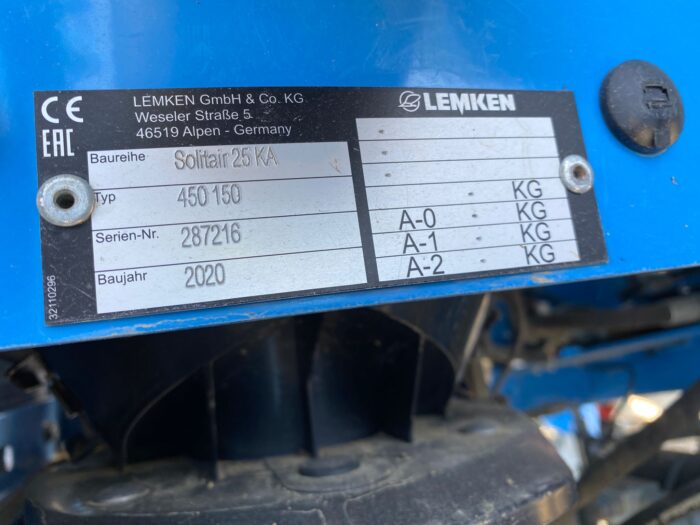 CE
EAC
LEMKEN GmbH & Co. KG
Weseler Straße 5
46519 Alpen - Germany
Baureihe Solitair 25 KA
Typ 450 150
Serien-Nr. 287216
Baujahr 2020
32110296
LEMKEN
- KG
A-0 - KG
A-1 - KG
A-2 - KG